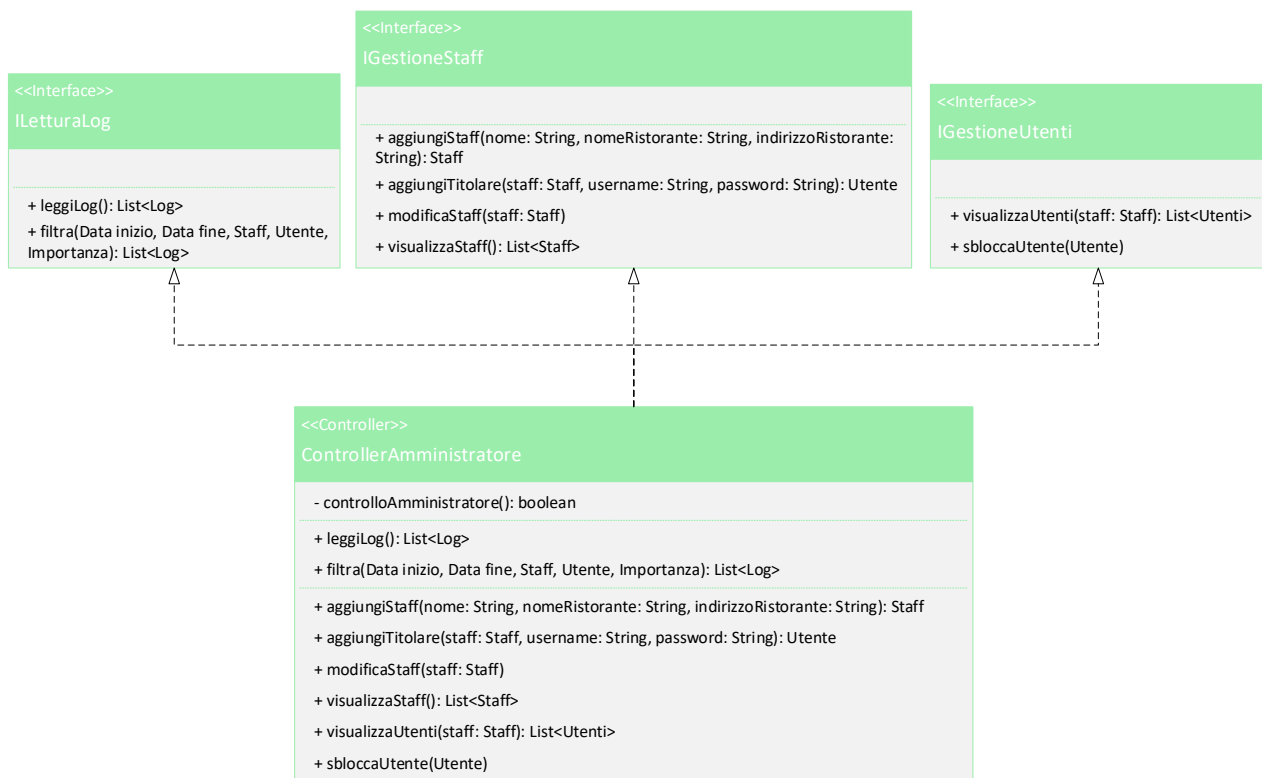 <<Interface>>
ILetturaLog
+ leggiLog(): List<Log>
+ filtra(Data inizio, Data fine, Staff, Utente,
Importanza): List<Log>
<<Interface>>
IGestioneStaff
+ aggiungiStaff(nome: String, nomeRistorante: String, indirizzoRistorante:
String): Staff
+ aggiungiTitolare(staff: Staff, username: String, password: String): Utente
+ modificaStaff(staff: Staff)
+ visualizzaStaff(): List<Staff>
<<Interface>>
IGestioneUtenti
+ visualizzaUtenti(staff: Staff): List<Utenti>
+ sbloccaUtente(Utente)
<<Controller>>
ControllerAmministratore
- controlloAmministratore(): boolean
+ leggiLog(): List<Log>
+ filtra(Data inizio, Data fine, Staff, Utente, Importanza): List<Log>
+ aggiungiStaff(nome: String, nomeRistorante: String, indirizzoRistorante: String): Staff
+ aggiungiTitolare(staff: Staff, username: String, password: String): Utente
+ modificaStaff(staff: Staff)
+ visualizzaStaff(): List<Staff>
+ visualizzaUtenti(staff: Staff): List<Utenti>
+ sbloccaUtente(Utente)